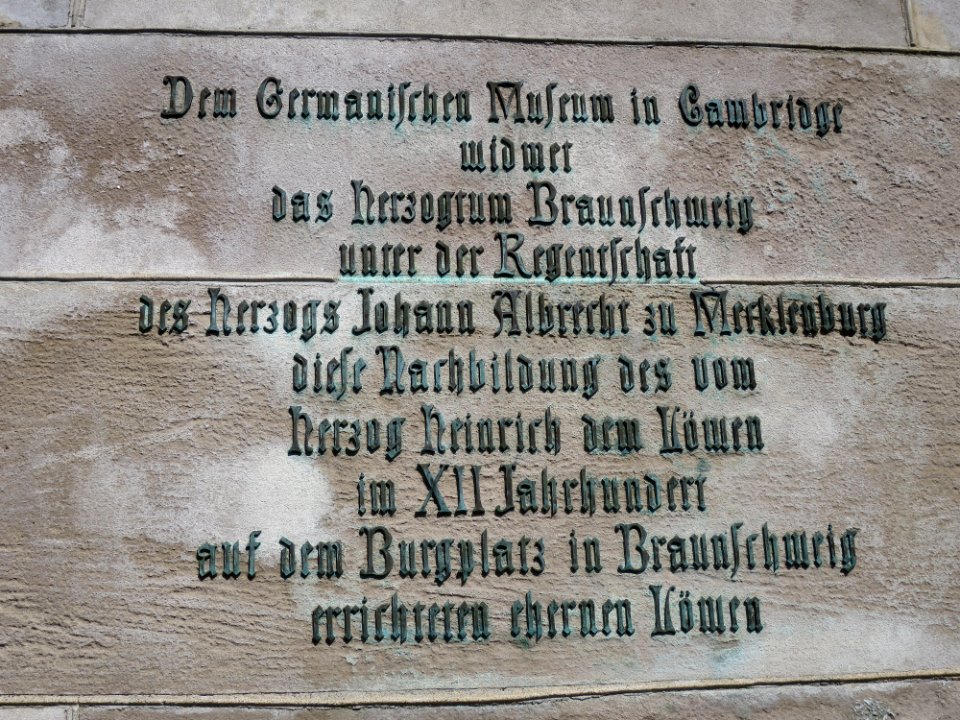 Dem Germaniſchen Muſeum in Cambridge
widmet
das Herzogtum Braunſchweig
unter der Regentſchaft
des Herzogs Johann Albrecht zu Mecklenburg
dieſe Nachbildung des vom
Herzog Heinrich dem Löwen
im XII Jahrhundert
auf dem Burgplatz in Braunſchweig
errichteten ehernen Löwen